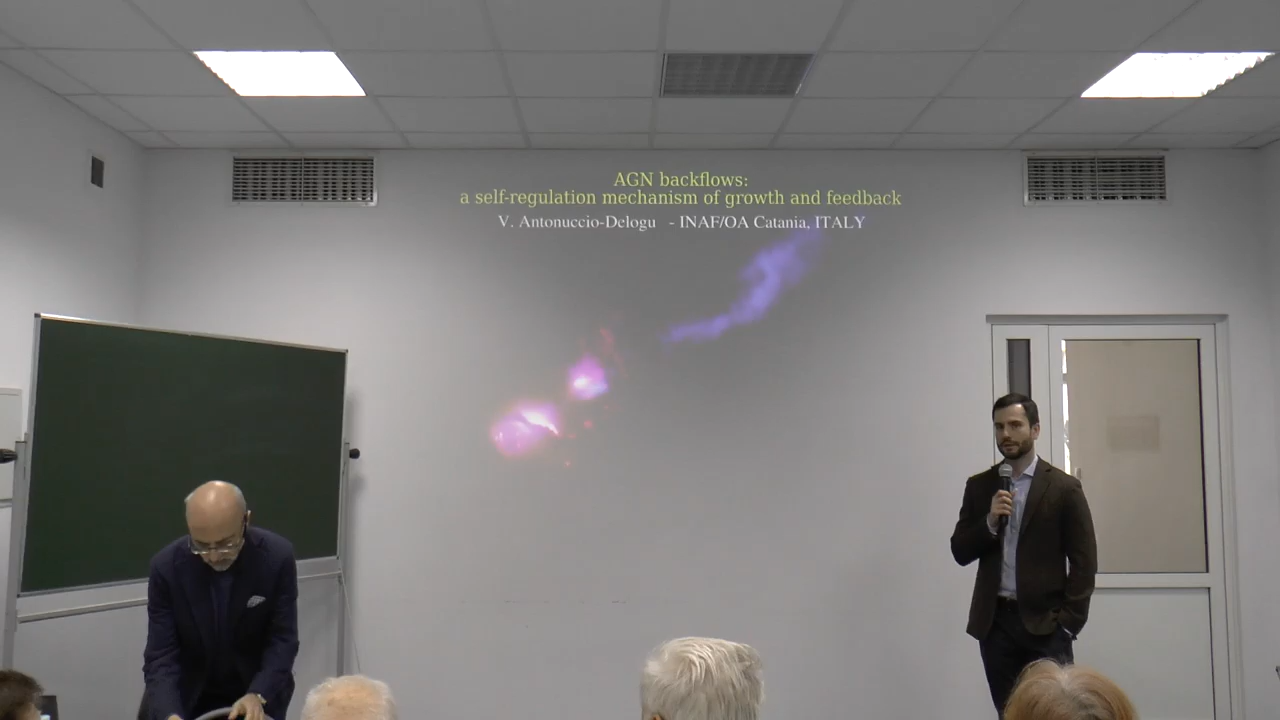 AGN backflows:
a self-regulation mechanism of growth and feedback
V. Antonuccio-Delogu - INAF/OA Catania, ITALY